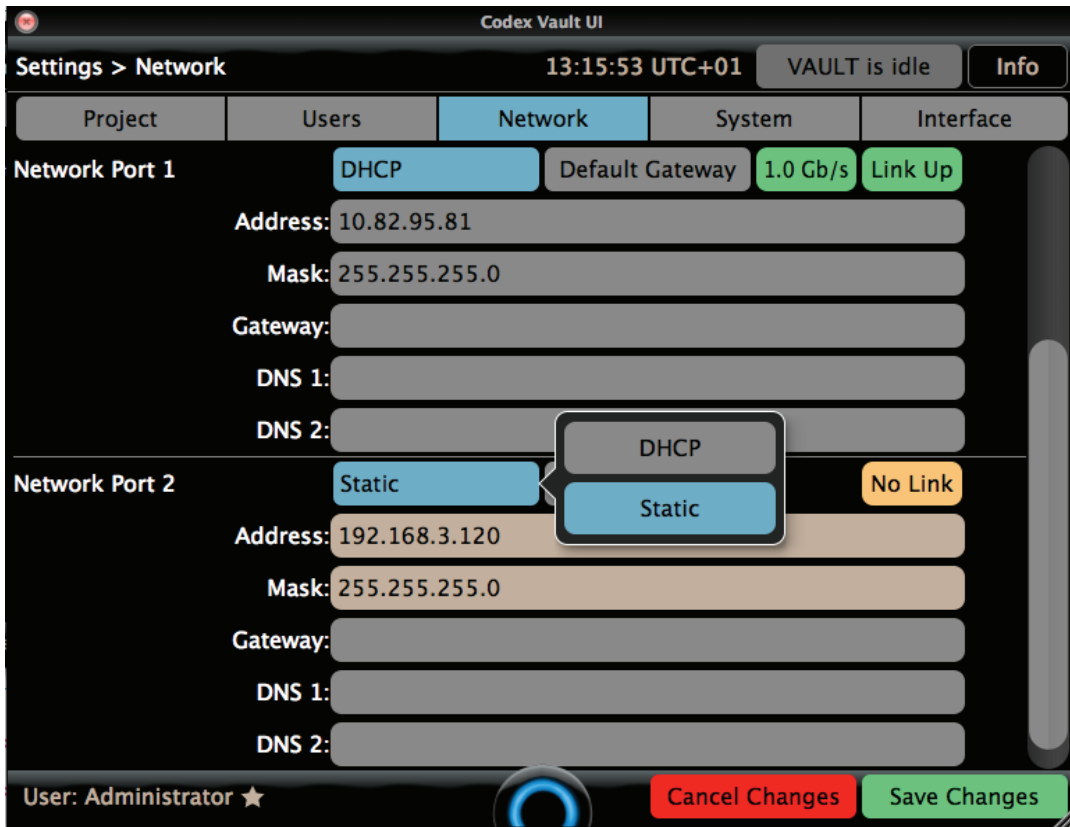 Codex Vault UI
Settings > Network 13:15:53 UTC+01 VAULT is idle Info
Project Users Network System Interface
Network Port 1 DHCP Default Gateway 1.0 Gb/s Link Up
Address: 10.82.95.81
Mask: 255.255.255.0
Gateway:
DNS 1:
DNS 2:
DHCP
Network Port 2 Static No Link
Static
Address: 192.168.3.120
Mask: 255.255.255.0
Gateway:
DNS 1:
DNS 2:
User: Administrator ★ Cancel Changes Save Changes